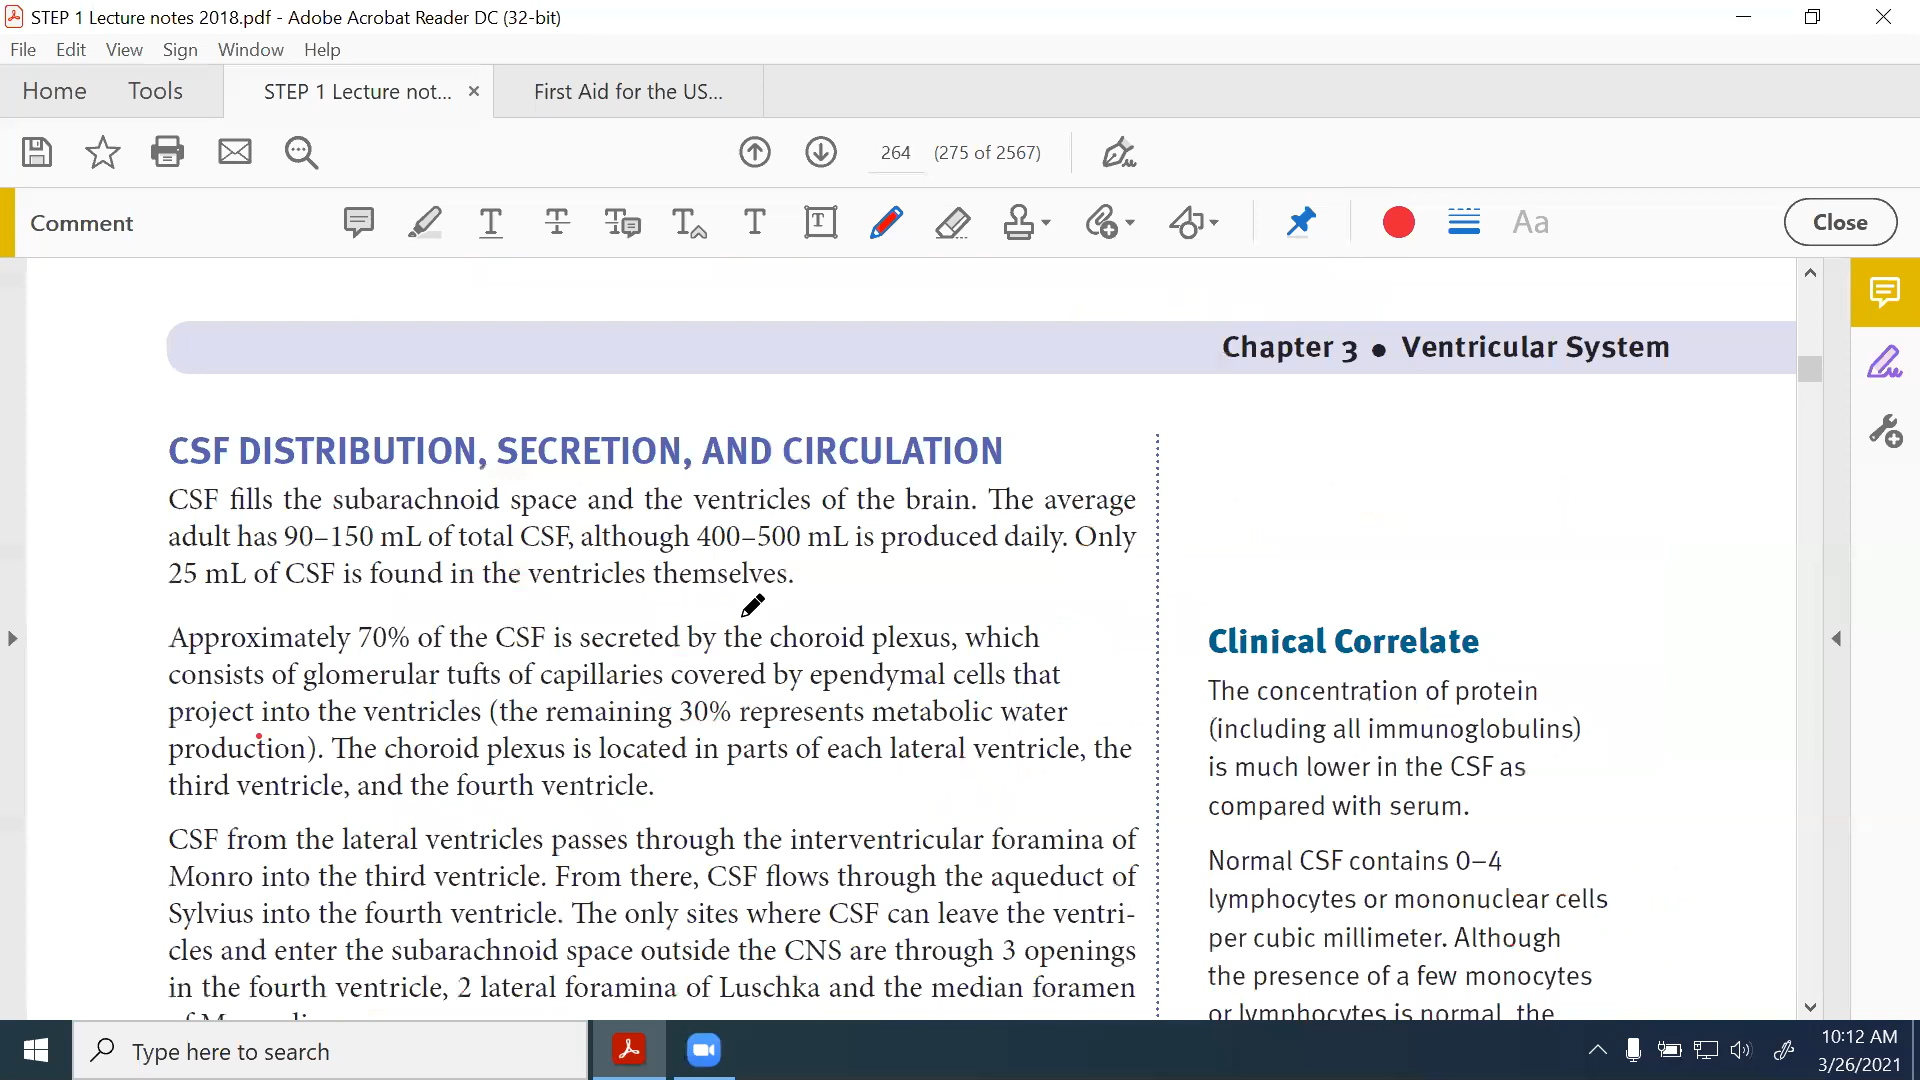 STEP 1 Lecture notes 2018.pdf - Adobe Acrobat Reader DC (32-bit)
File Edit View Sign Window Help
Home Tools STEP 1 Lecture not... × First Aid for the US...
264 (275 of 2567)
Comment Aa Close
Chapter 3 • Ventricular System
CSF DISTRIBUTION, SECRETION, AND CIRCULATION
CSF fills the subarachnoid space and the ventricles of the brain. The average
adult has 90–150 mL of total CSF, although 400–500 mL is produced daily. Only
25 mL of CSF is found in the ventricles themselves.
Approximately 70% of the CSF is secreted by the choroid plexus, which
consists of glomerular tufts of capillaries covered by ependymal cells that
project into the ventricles (the remaining 30% represents metabolic water
production). The choroid plexus is located in parts of each lateral ventricle, the
third ventricle, and the fourth ventricle.
CSF from the lateral ventricles passes through the interventricular foramina of
Monro into the third ventricle. From there, CSF flows through the aqueduct of
Sylvius into the fourth ventricle. The only sites where CSF can leave the ventri-
cles and enter the subarachnoid space outside the CNS are through 3 openings
in the fourth ventricle, 2 lateral foramina of Luschka and the median foramen
Clinical Correlate
The concentration of protein
(including all immunoglobulins)
is much lower in the CSF as
compared with serum.
Normal CSF contains 0–4
lymphocytes or mononuclear cells
per cubic millimeter. Although
the presence of a few monocytes
or lymphocytes is normal, the
Type here to search
10:12 AM
3/26/2021